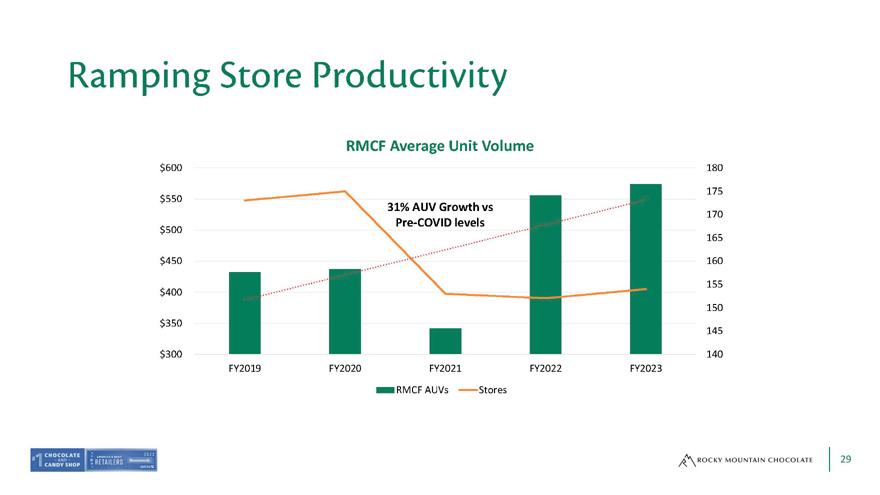 Ramping Store Productivity
RMCF Average Unit Volume
$600
$550
$500
$450
$400
$350
$300
180
175
170
165
160
155
150
145
140
31% AUV Growth vs
Pre-COVID levels
FY2019 FY2020 FY2021 FY2022 FY2023
RMCF AUVs Stores
#1 CHOCOLATE
AND
CANDY SHOP
AMERICA'S BEST
RETAILERS
2023
Newsweek
ROCKY MOUNTAIN CHOCOLATE
29